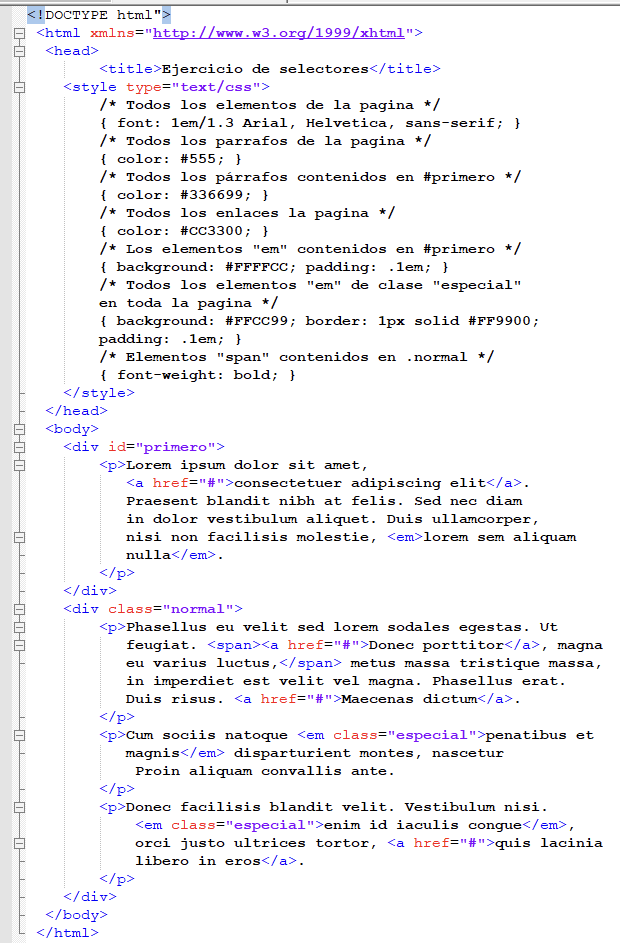 <!DOCTYPE html">
<html xmlns="http://www.w3.org/1999/xhtml">
<head>
<title>Ejercicio de selectores</title>
<style type="text/css">
/* Todos los elementos de la pagina */
{ font: 1em/1.3 Arial, Helvetica, sans-serif; }
/* Todos los parrafos de la pagina */
{ color: #555; }
/* Todos los párrafos contenidos en #primero */
{ color: #336699; }
/* Todos los enlaces la pagina */
{ color: #CC3300; }
/* Los elementos "em" contenidos en #primero */
{ background: #FFFFCC; padding: .1em; }
/* Todos los elementos "em" de clase "especial"
en toda la pagina */
{ background: #FFCC99; border: 1px solid #FF9900;
padding: .1em; }
/* Elementos "span" contenidos en .normal */
{ font-weight: bold; }
</style>
</head>
<body>
<div id="primero">
<p>Lorem ipsum dolor sit amet,
<a href="#">consectetuer adipiscing elit</a>.
Praesent blandit nibh at felis. Sed nec diam
in dolor vestibulum aliquet. Duis ullamcorper,
nisi non facilisis molestie, <em>lorem sem aliquam
nulla</em>.
</p>
</div>
<div class="normal">
<p>Phasellus eu velit sed lorem sodales egestas. Ut
feugiat. <span><a href="#">Donec porttitor</a>, magna
eu varius luctus,</span> metus massa tristique massa,
in imperdiet est velit vel magna. Phasellus erat.
Duis risus. <a href="#">Maecenas dictum</a>.
</p>
<p>Cum sociis natoque <em class="especial">penatibus et
magnis</em> disparturient montes, nascetur
Proin aliquam convallis ante.
</p>
<p>Donec facilisis blandit velit. Vestibulum nisi.
<em class="especial">enim id iaculis congue</em>,
orci justo ultrices tortor, <a href="#">quis lacinia
libero in eros</a>.
</p>
</div>
</body>
</html>